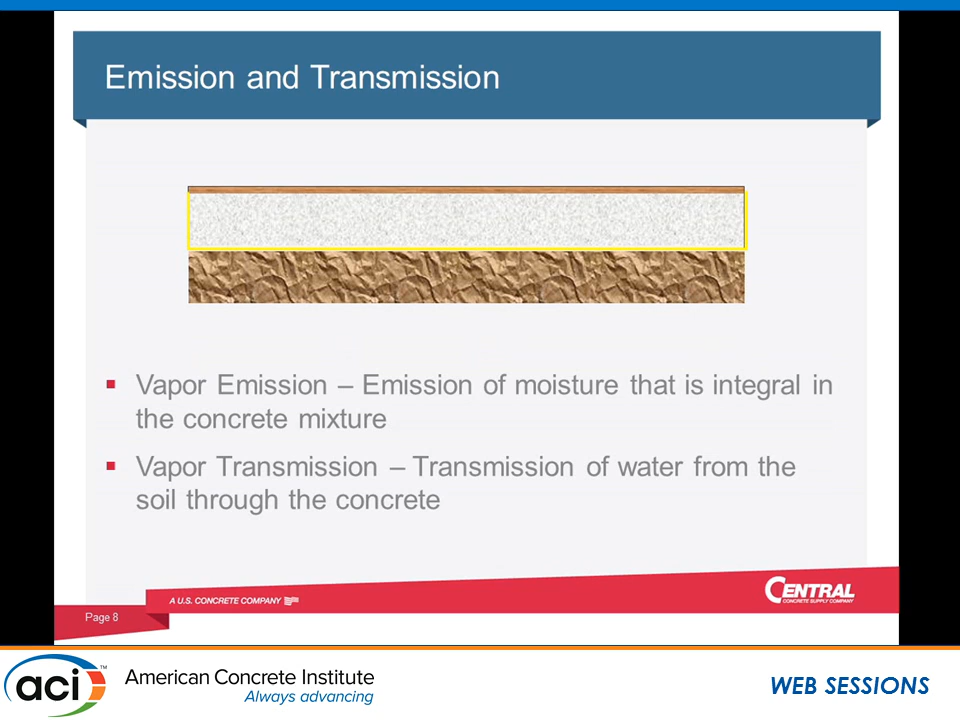 Emission and Transmission
▪ Vapor Emission – Emission of moisture that is integral in
the concrete mixture
▪ Vapor Transmission – Transmission of water from the
soil through the concrete
A U.S. CONCRETE COMPANY
CENTRAL
CONCRETE SUPPLY COMPANY
Page 8
aci™
American Concrete Institute
Always advancing
WEB SESSIONS